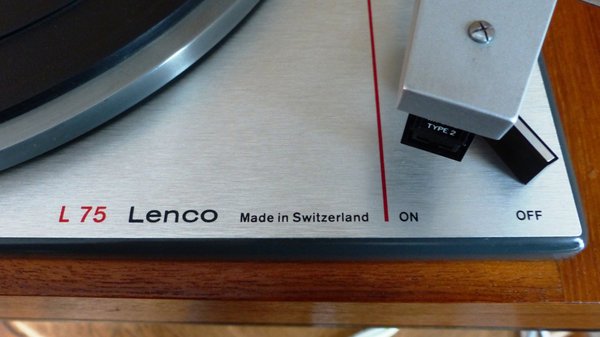 TYPE 2
L 75 Lenco Made in Switzerland ON OFF